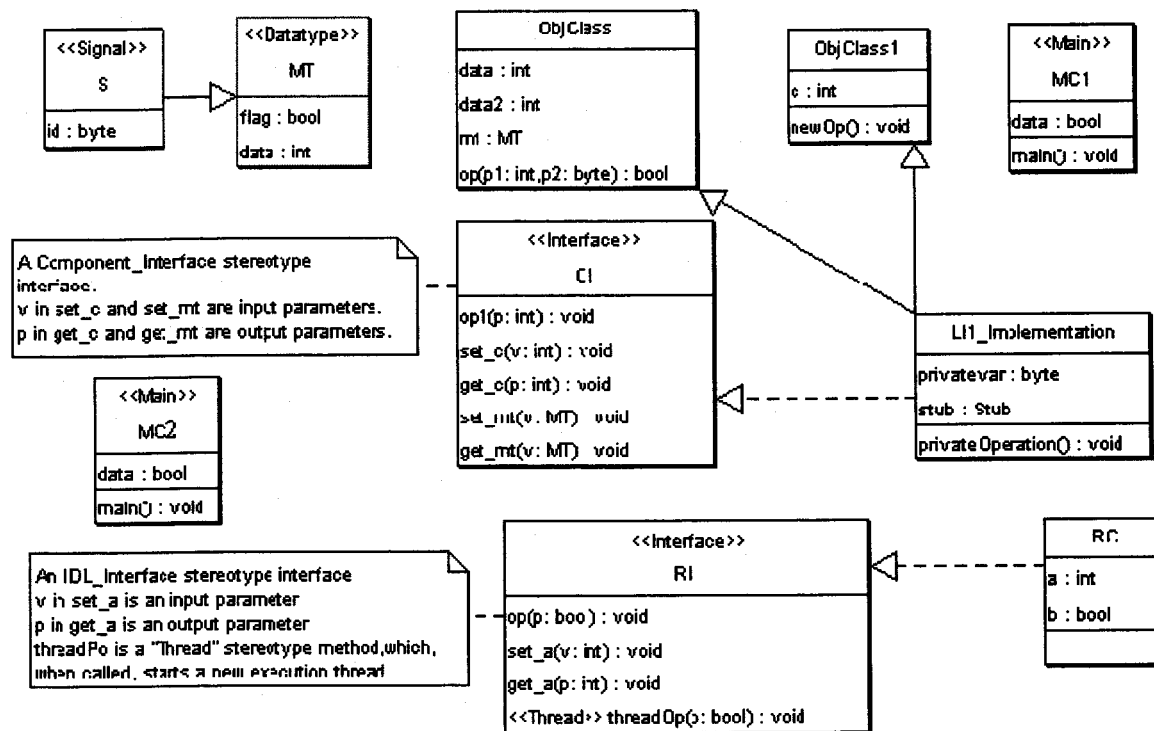 <<Signal>>
S
id : byte
<<Datatype>>
MT
flag : bool
data : int
ObjClass
data : int
data2 : int
mt : MT
op(p1: int,p2: byte) : bool
ObjClass1
c : int
newOp() : void
<<Main>>
MC1
data : bool
main() : void
A Component_Interface stereotype
interface.
v in set_c and set_mt are input parameters.
p in get_c and get_mt are output parameters.
<<Interface>>
CI
op1(p: int) : void
set_c(v: int) : void
get_c(p: int) : void
set_mt(v: MT) void
get_mt(v: MT) void
LI1_Implementation
privatevar : byte
stub : Stub
privateOperation() : void
<<Main>>
MC2
data : bool
main() : void
An IDL_Interface stereotype interface
v in set_a is an input parameter
p in get_a is an output parameter
threadPo is a "Thread" stereotype method,which,
when called, starts a new execution thread
<<Interface>>
RI
op(p: boo) : void
set_a(v: int) : void
get_a(p: int) : void
<<Thread>> threadOp(p: bool) : void
RC
a : int
b : bool